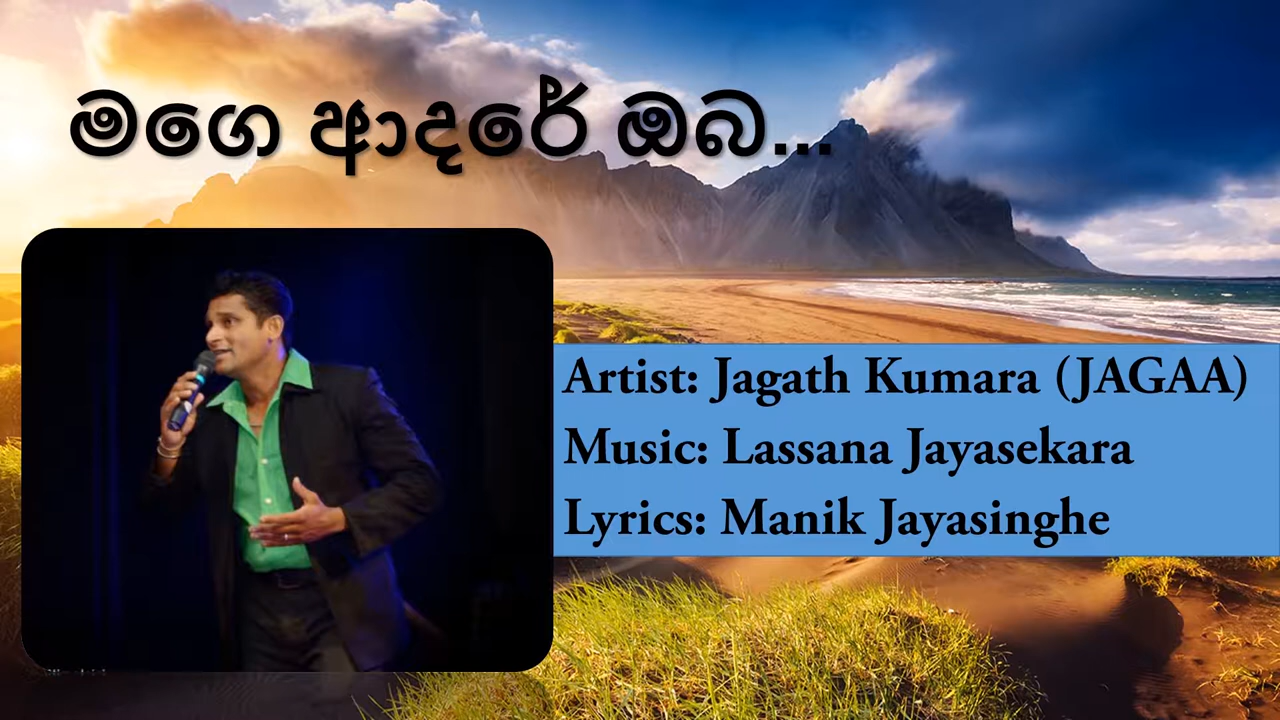 මගෙ ආදරේ ඔබ...
Artist: Jagath Kumara (JAGAA)
Music: Lassana Jayasekara
Lyrics: Manik Jayasinghe